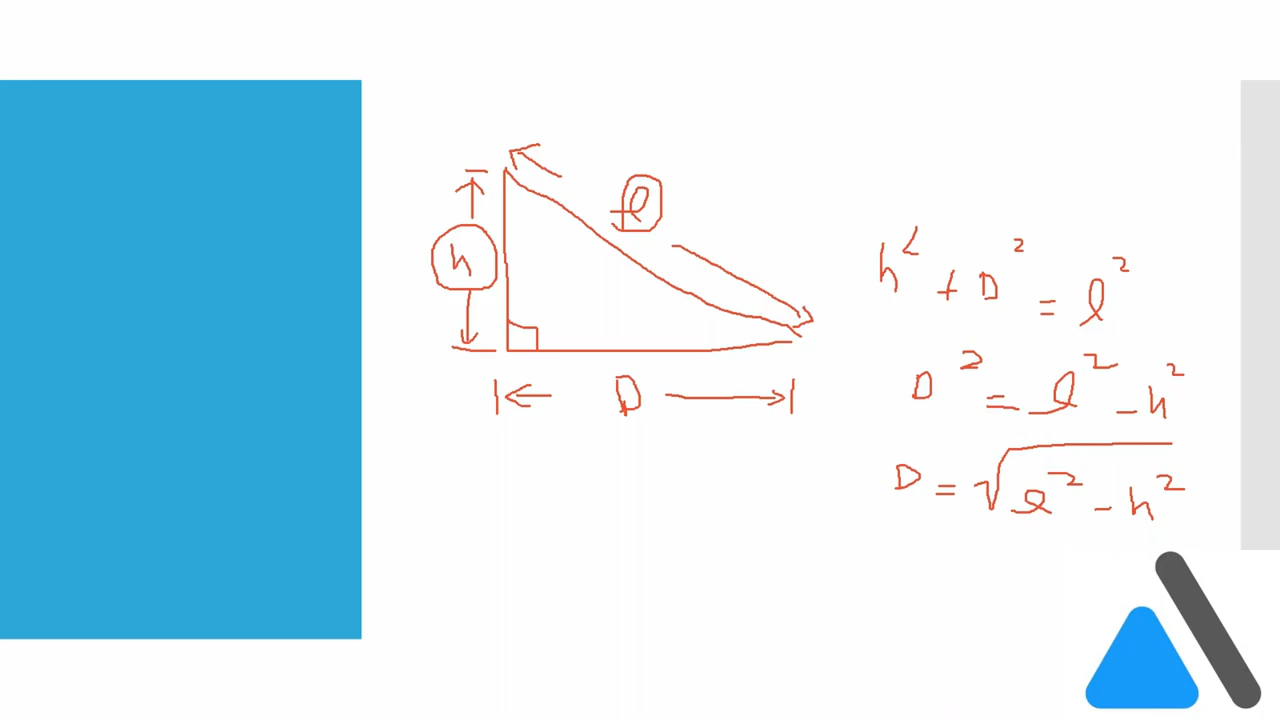 l
h
D
h² + D² = l²
D² = l² - h²
D = √l² - h²